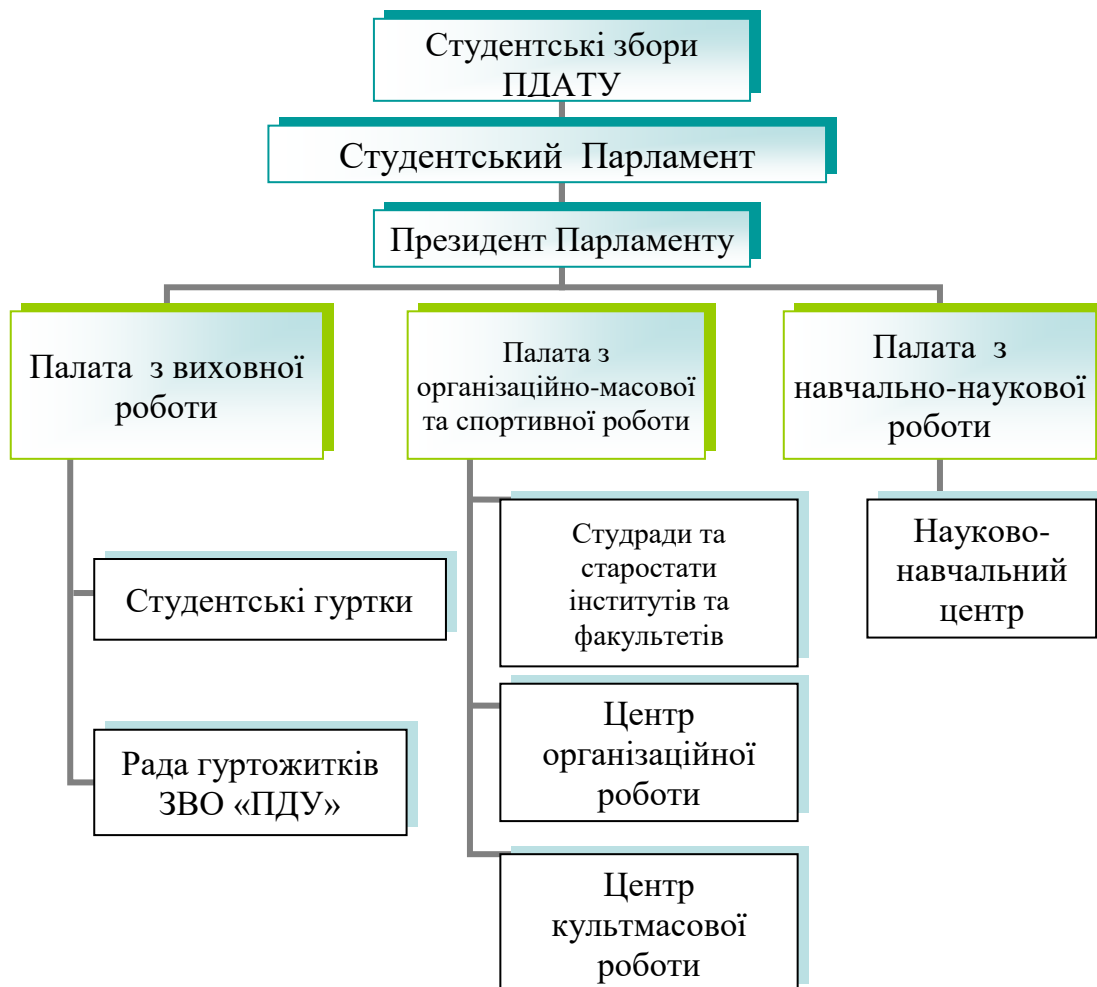 Студентські збори
ПДАТУ
Студентський Парламент
Президент Парламенту
Палата з виховної
роботи
Палата з
організаційно-масової
та спортивної роботи
Палата з
навчально-наукової
роботи
Студентські гуртки
Рада гуртожитків
ЗВО «ПДУ»
Студради та
старостати
інститутів та
факультетів
Центр
організаційної
роботи
Центр
культмасової
роботи
Науково-
навчальний
центр